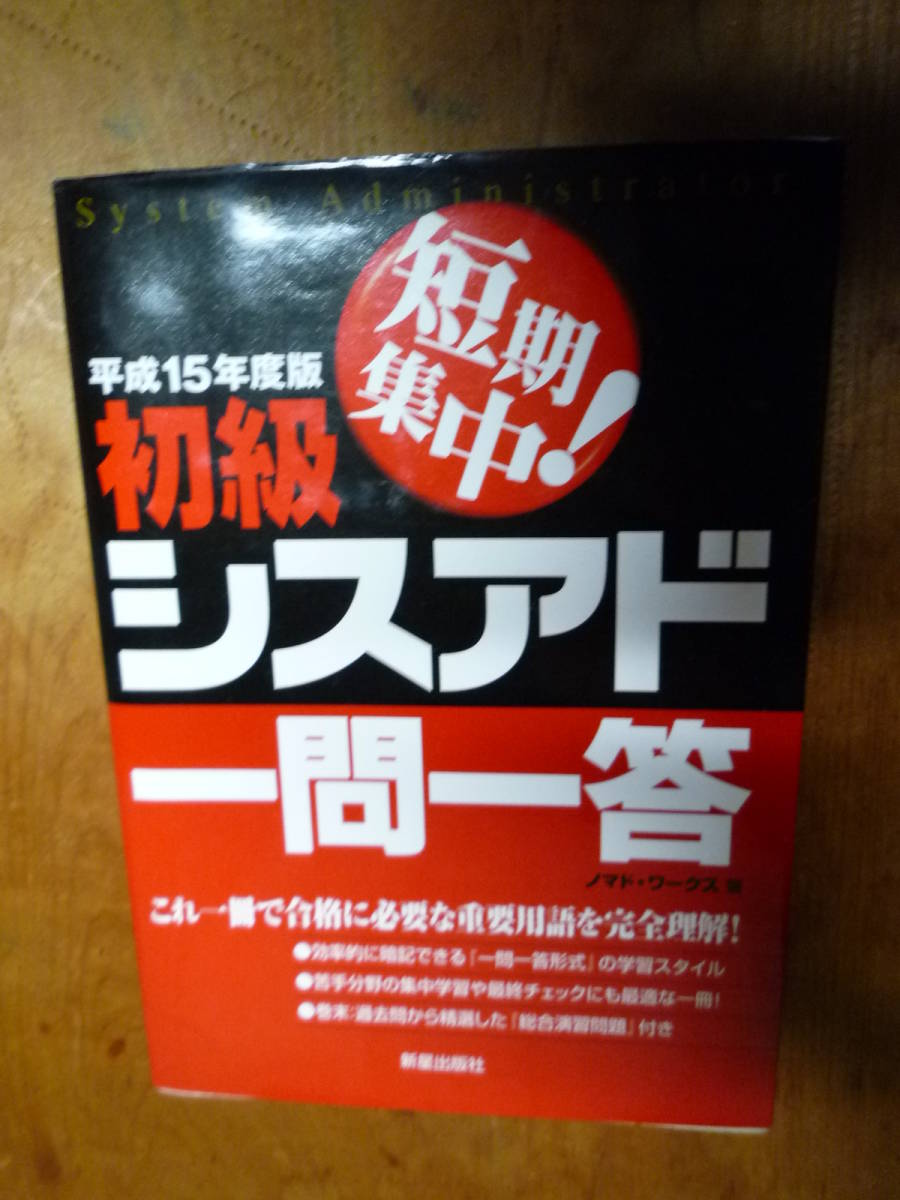 System Administrator
短期
集中!
平成15年度版
初級
シスアド
一問一答
ノマド・ワークス 著
これ一冊で合格に必要な重要用語を完全理解!
●効率的に暗記できる『一問一答形式』の学習スタイル
●苦手分野の集中学習や最終チェックにも最適な一冊!
●巻末:過去問から精選した『総合演習問題』付き
新星出版社